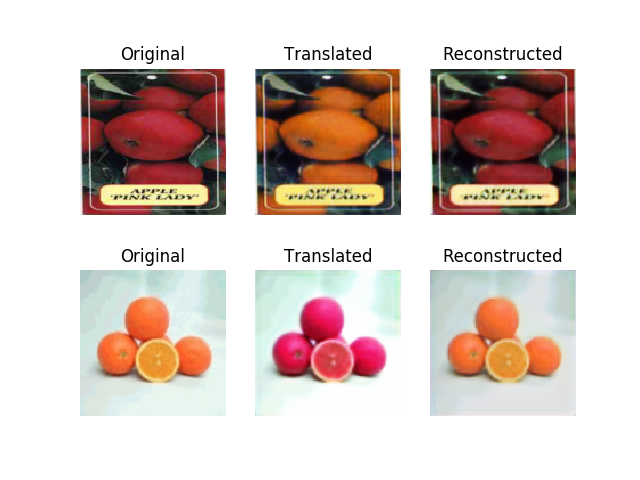 Original Translated Reconstructed
APPLE APPLE APPLE
'PINK LADY' 'PINK LADY' 'PINK LADY'
Original Translated Reconstructed